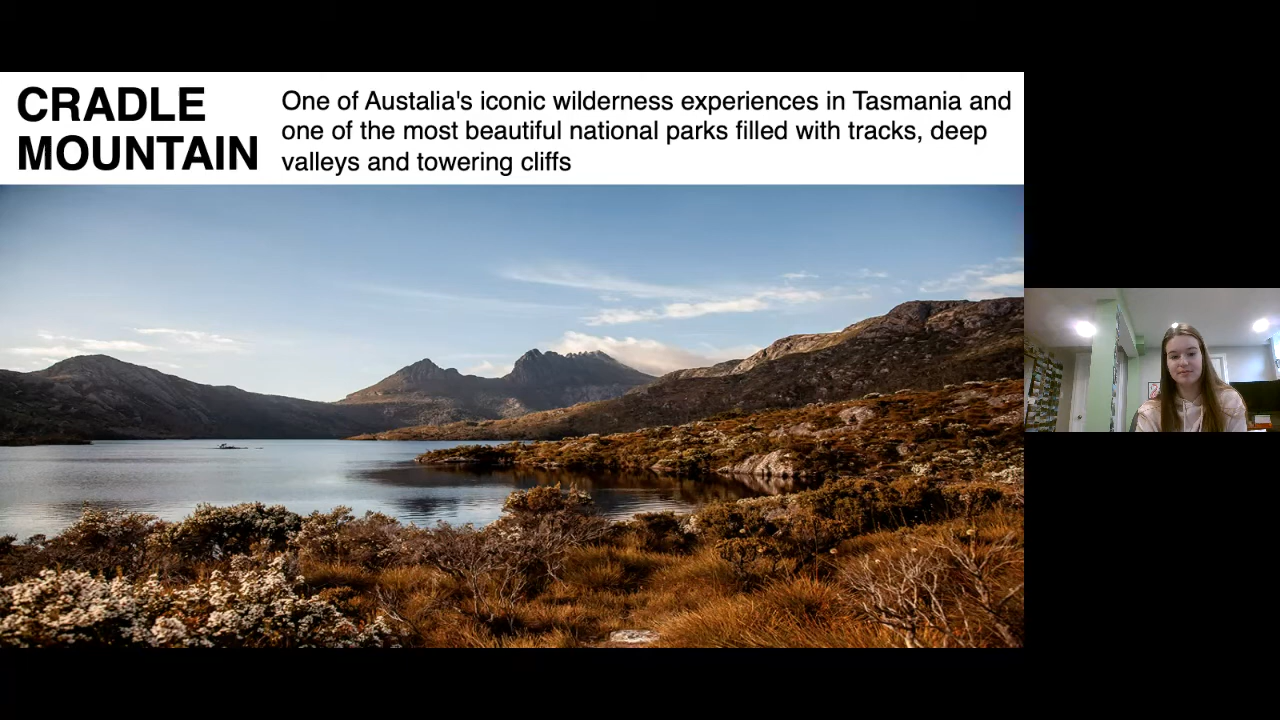 CRADLE
MOUNTAIN
One of Austalia's iconic wilderness experiences in Tasmania and
one of the most beautiful national parks filled with tracks, deep
valleys and towering cliffs